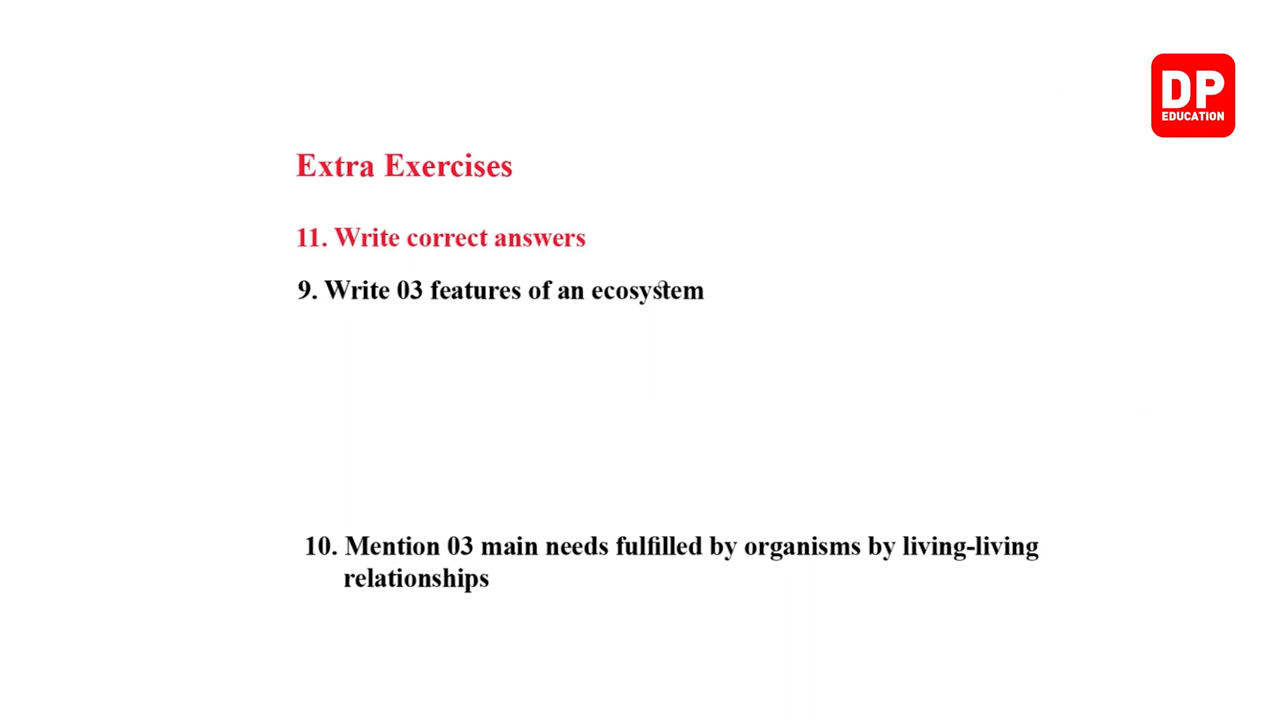 DP
EDUCATION
Extra Exercises
11. Write correct answers
9. Write 03 features of an ecosystem
10. Mention 03 main needs fulfilled by organisms by living-living
relationships